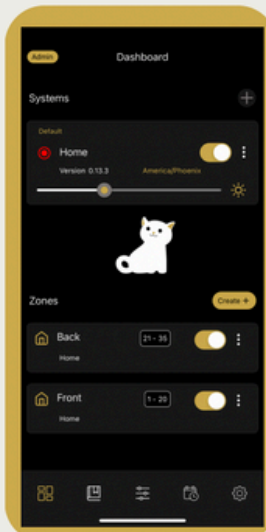 Admin
Dashboard
Systems
Default
Home
Version 0.13.3 America/Phoenix
Zones
Create +
Back 21 - 35
Home
Front 1 - 20
Home